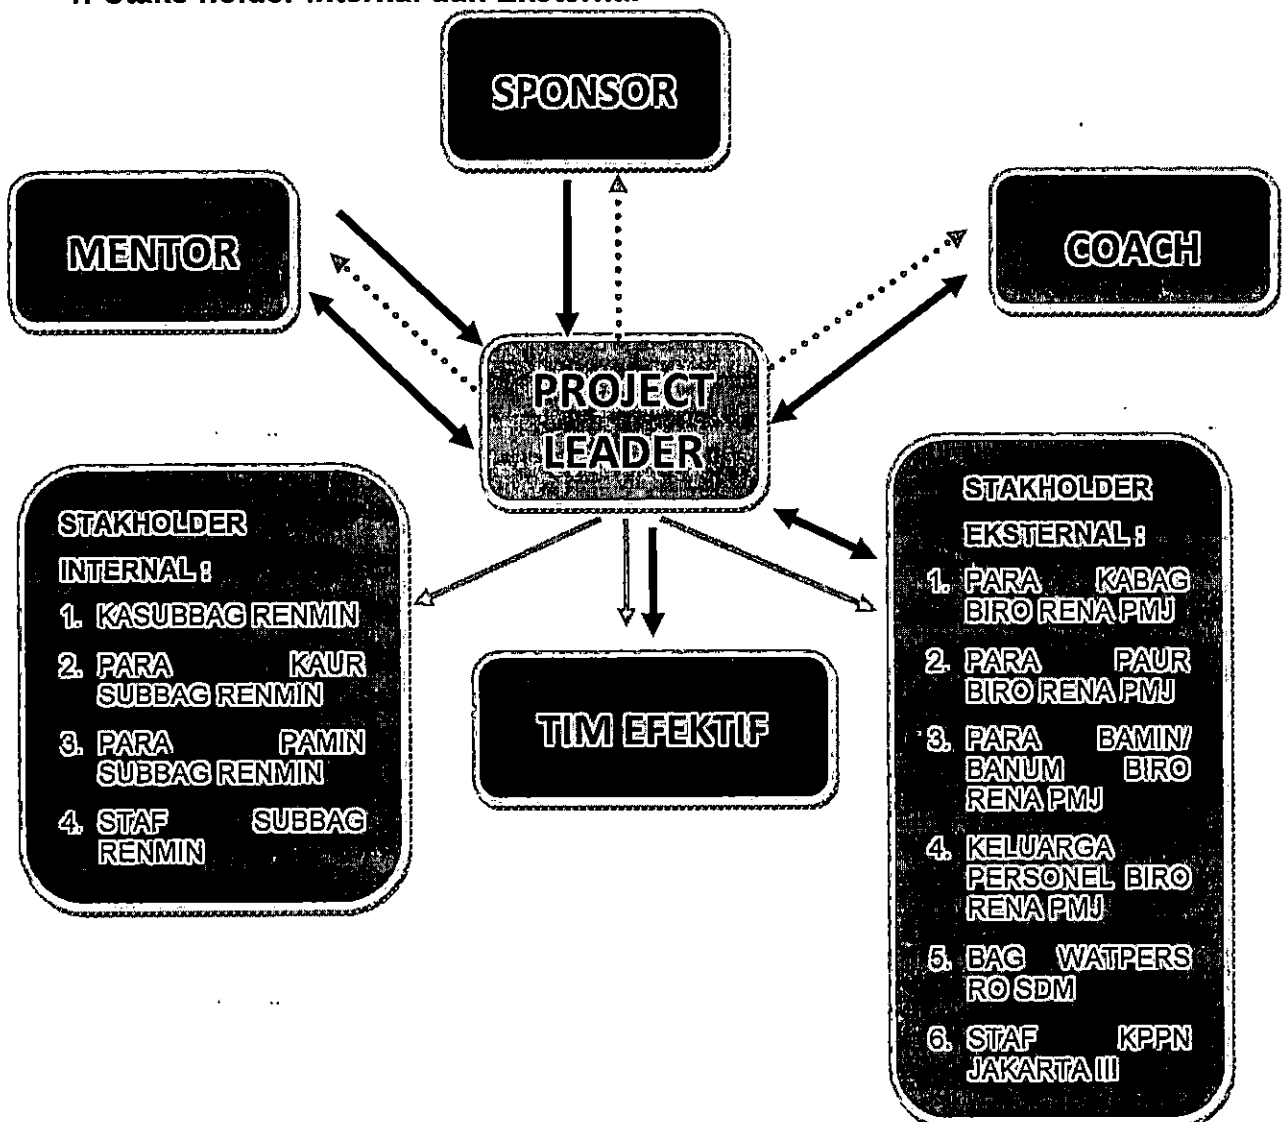 SPONSOR
MENTOR
COACH
PROJECT
LEADER
STAKHOLDER
INTERNAL :
1. KASUBBAG RENMIN
2. PARA KAUR
SUBBAG RENMIN
3. PARA PAMIN
SUBBAG RENMIN
4. STAF SUBBAG
RENMIN
TIM EFEKTIF
STAKHOLDER
EKSTERNAL :
1. PARA KABAG
BIRO RENA PMJ
2. PARA PAUR
BIRO RENA PMJ
3. PARA BAMIN/
BANUM BIRO
RENA PMJ
4. KELUARGA
PERSONEL BIRO
RENA PMJ
5. BAG WATPERS
RO SDM
6. STAF KPPN
JAKARTA III